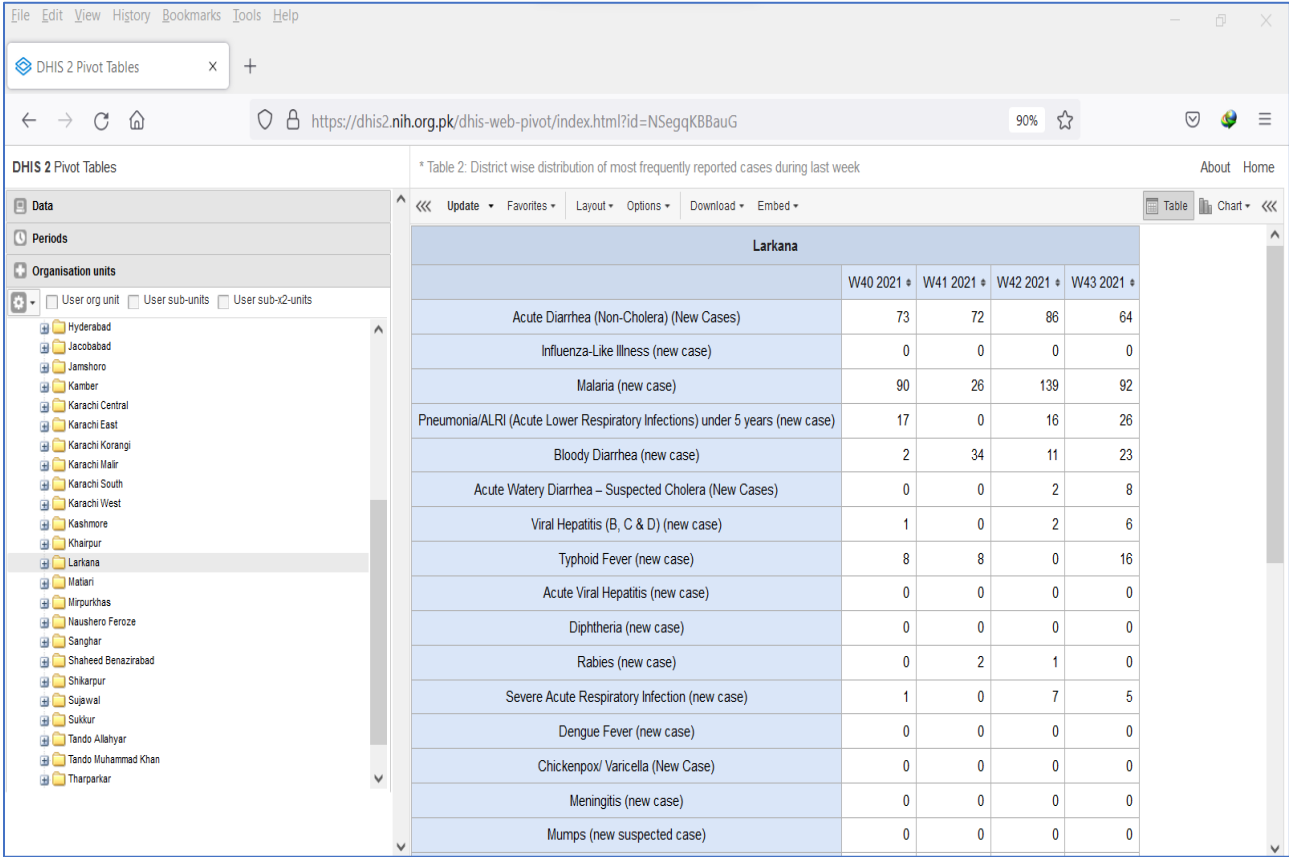 File Edit View History Bookmarks Tools Help
DHIS 2 Pivot Tables
https://dhis2.nih.org.pk/dhis-web-pivot/index.html?id=NSegqKBBauG
90%
DHIS 2 Pivot Tables
* Table 2: District wise distribution of most frequently reported cases during last week
About Home
Data
Periods
Organisation units
User org unit User sub-units User sub-x2-units
Hyderabad
Jacobabad
Jamshoro
Kamber
Karachi Central
Karachi East
Karachi Korangi
Karachi Malir
Karachi South
Karachi West
Kashmore
Khairpur
Larkana
Matiari
Mirpurkhas
Naushero Feroze
Sanghar
Shaheed Benazirabad
Shikarpur
Sujawal
Sukkur
Tando Allahyar
Tando Muhammad Khan
Tharparkar
Update Favorites Layout Options Download Embed Table Chart
Larkana
W40 2021 W41 2021 W42 2021 W43 2021
Acute Diarrhea (Non-Cholera) (New Cases) 73 72 86 64
Influenza-Like Illness (new case) 0 0 0 0
Malaria (new case) 90 26 139 92
Pneumonia/ALRI (Acute Lower Respiratory Infections) under 5 years (new case) 17 0 16 26
Bloody Diarrhea (new case) 2 34 11 23
Acute Watery Diarrhea – Suspected Cholera (New Cases) 0 0 2 8
Viral Hepatitis (B, C & D) (new case) 1 0 2 6
Typhoid Fever (new case) 8 8 0 16
Acute Viral Hepatitis (new case) 0 0 0 0
Diphtheria (new case) 0 0 0 0
Rabies (new case) 0 2 1 0
Severe Acute Respiratory Infection (new case) 1 0 7 5
Dengue Fever (new case) 0 0 0 0
Chickenpox/ Varicella (New Case) 0 0 0 0
Meningitis (new case) 0 0 0 0
Mumps (new suspected case) 0 0 0 0